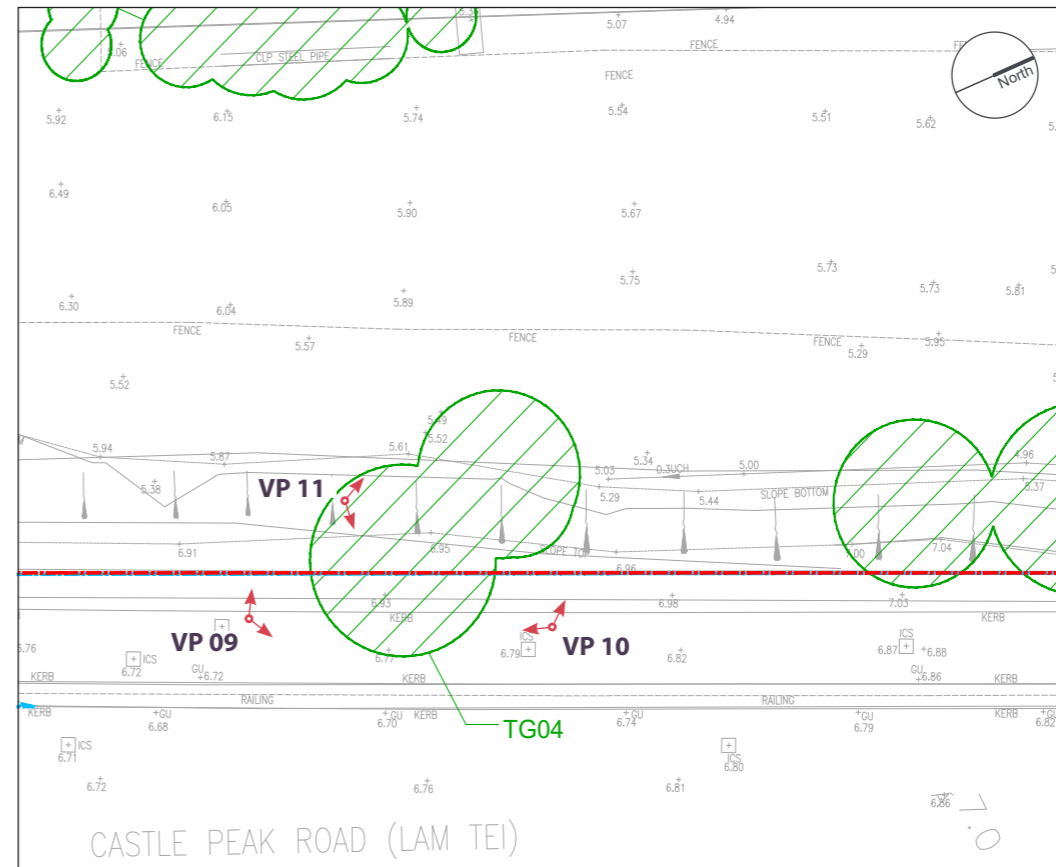 5.07
4.94
FENCE
5.06
FENCE
CLP STEEL PIPE
FENCE
North
5.92
6.15
5.74
5.54
5.51
5.62
6.49
6.05
5.90
5.67
5.75
5.73
6.30
6.04
5.89
5.73
5.81
FENCE
5.57
FENCE
FENCE
5.29
5.95
5.52
5.49
5.52
5.94
5.87
5.61
5.34
5.03
0.3UCH
5.00
4.96
5.38
VP 11
5.29
5.44
SLOPE BOTTOM
5.37
6.91
6.95
SLOPE TOP
6.96
7.00
7.04
6.93
6.98
7.03
KERB
KERB
VP 09
ICS
6.79
VP 10
6.76
ICS
6.72
GU
6.72
6.77
6.82
ICS
6.87
6.88
GU
6.86
KERB
KERB
KERB
RAILING
RAILING
KERB
GU
6.68
GU
6.70
KERB
GU
6.74
GU
6.79
KERB
GU
6.82
TG04
ICS
6.71
ICS
6.80
6.72
6.76
6.81
6.86
CASTLE PEAK ROAD (LAM TEI)